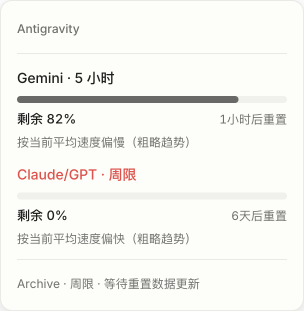 Antigravity
Gemini · 5 小时
剩余 82% 1小时后重置
按当前平均速度偏慢（粗略趋势）
Claude/GPT · 周限
剩余 0% 6天后重置
按当前平均速度偏快（粗略趋势）
Archive · 周限 · 等待重置数据更新